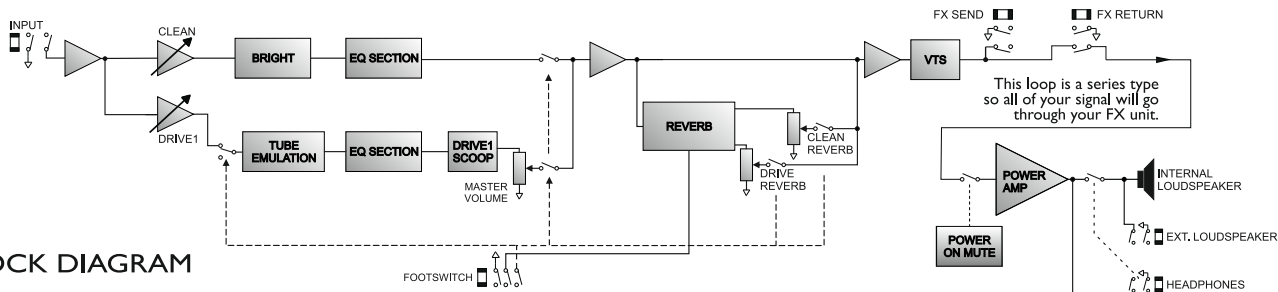 INPUT
CLEAN
BRIGHT
EQ SECTION
DRIVE1
TUBE
EMULATION
EQ SECTION
DRIVE1
SCOOP
MASTER
VOLUME
REVERB
CLEAN
REVERB
DRIVE
REVERB
VTS
FX SEND
FX RETURN
This loop is a series type
so all of your signal will go
through your FX unit.
POWER
AMP
POWER
ON MUTE
INTERNAL
LOUDSPEAKER
EXT. LOUDSPEAKER
HEADPHONES
FOOTSWITCH
OCK DIAGRAM